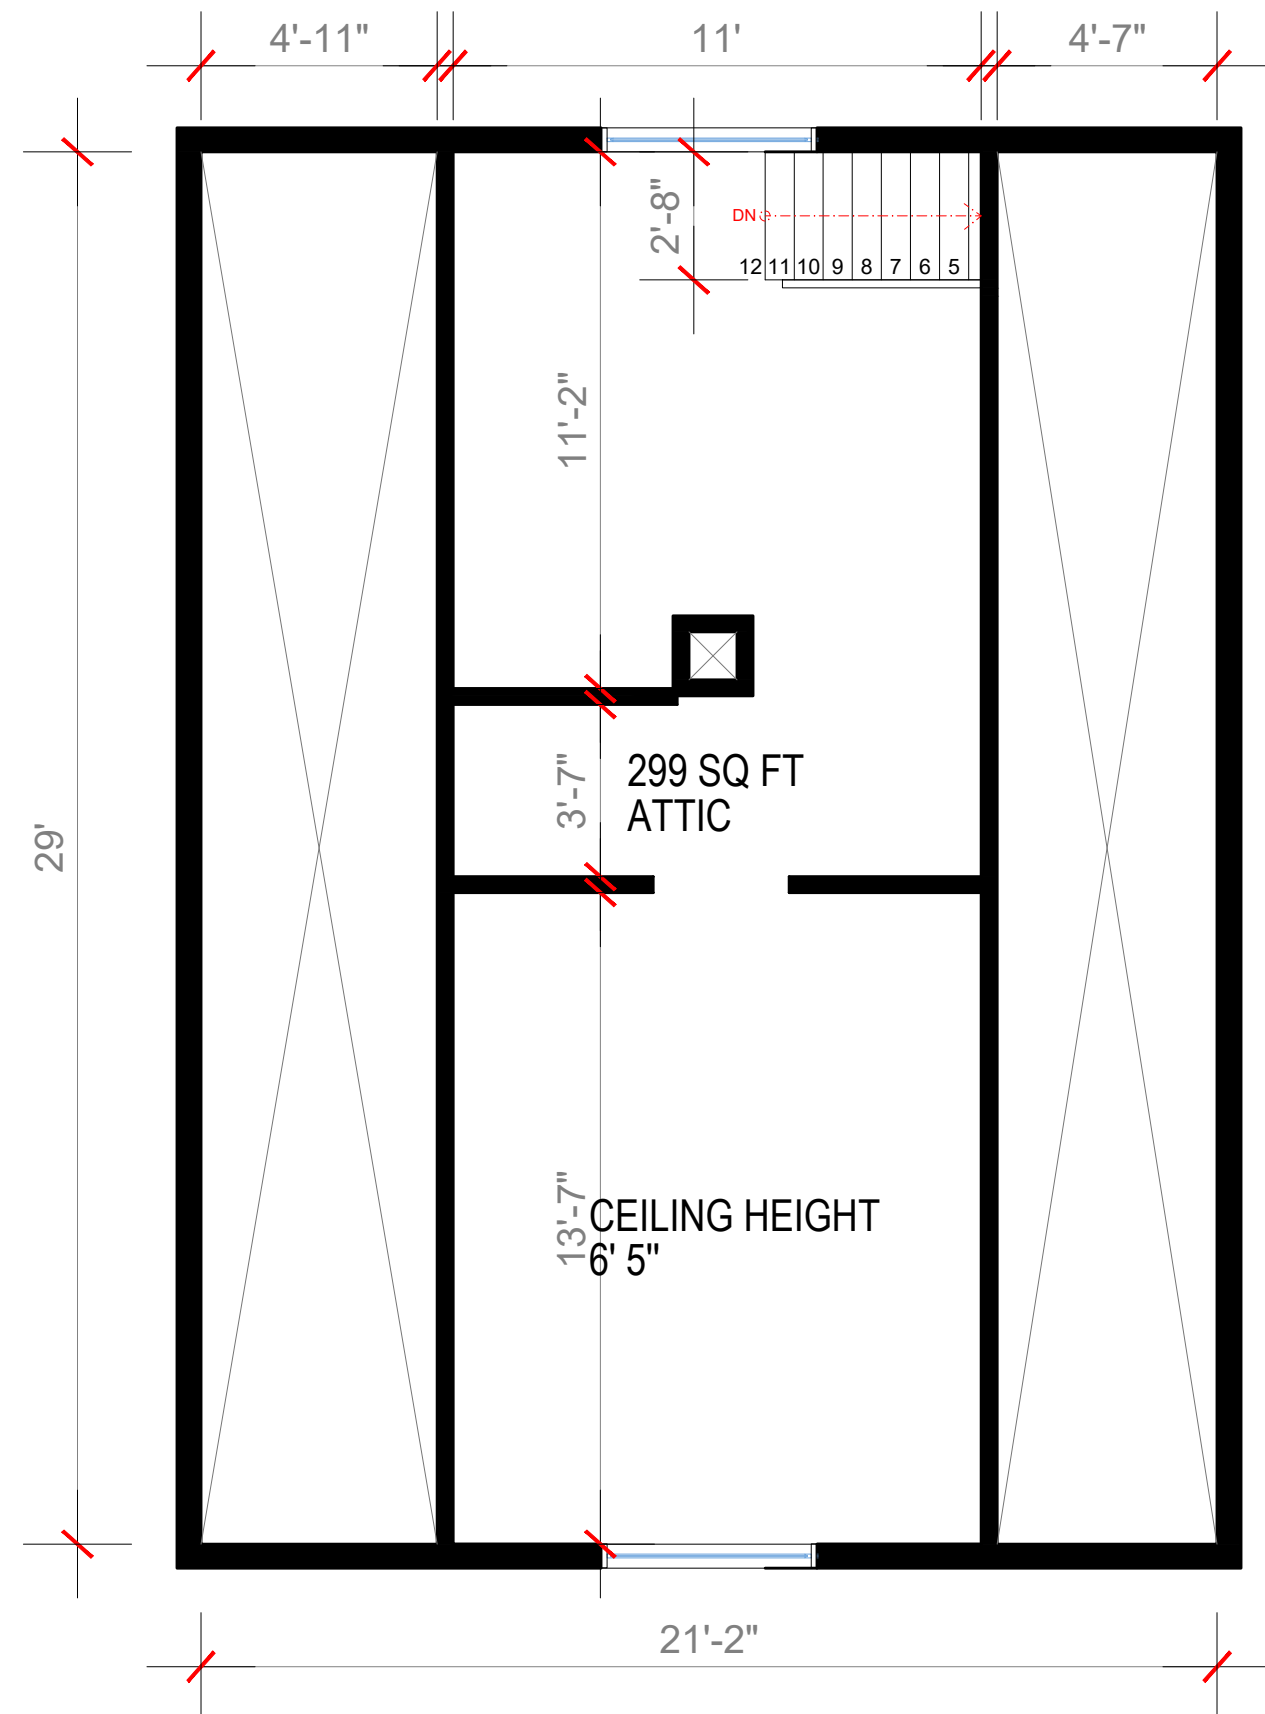 4'-11" 11' 4'-7"
2'-8"
DN
12 11 10 9 8 7 6 5
11'-2"
299 SQ FT
ATTIC
3'-7"
29'
CEILING HEIGHT
6' 5"
13'-7"
21'-2"